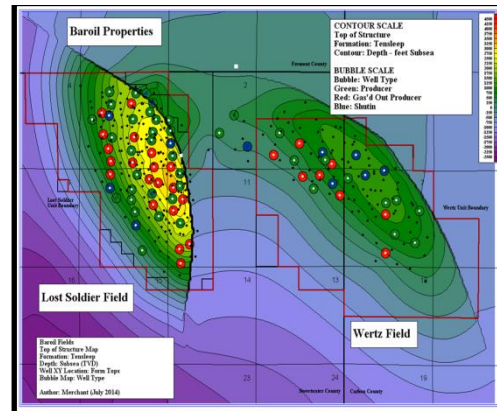 Baroil Properties
CONTOUR SCALE
Top of Structure
Formation: Tensleep
Contour: Depth - feet Subsea
BUBBLE SCALE
Bubble: Well Type
Green: Producer
Red: Gas'd Out Producer
Blue: Shutin
Fremont County
4
2
11
Lost Soldier
Unit Boundary
Wertz Unit Boundary
16
15
14
13
18
Lost Soldier Field
Wertz Field
Baroil Fields
Top of Structure Map
Formation: Tensleep
Depth: Subsea (TVD)
Well XY Location: Form Tops
Bubble Map: Well Type
Author: Merchant (July 2014)
23
24
19
Sweetwater County
Carbon County